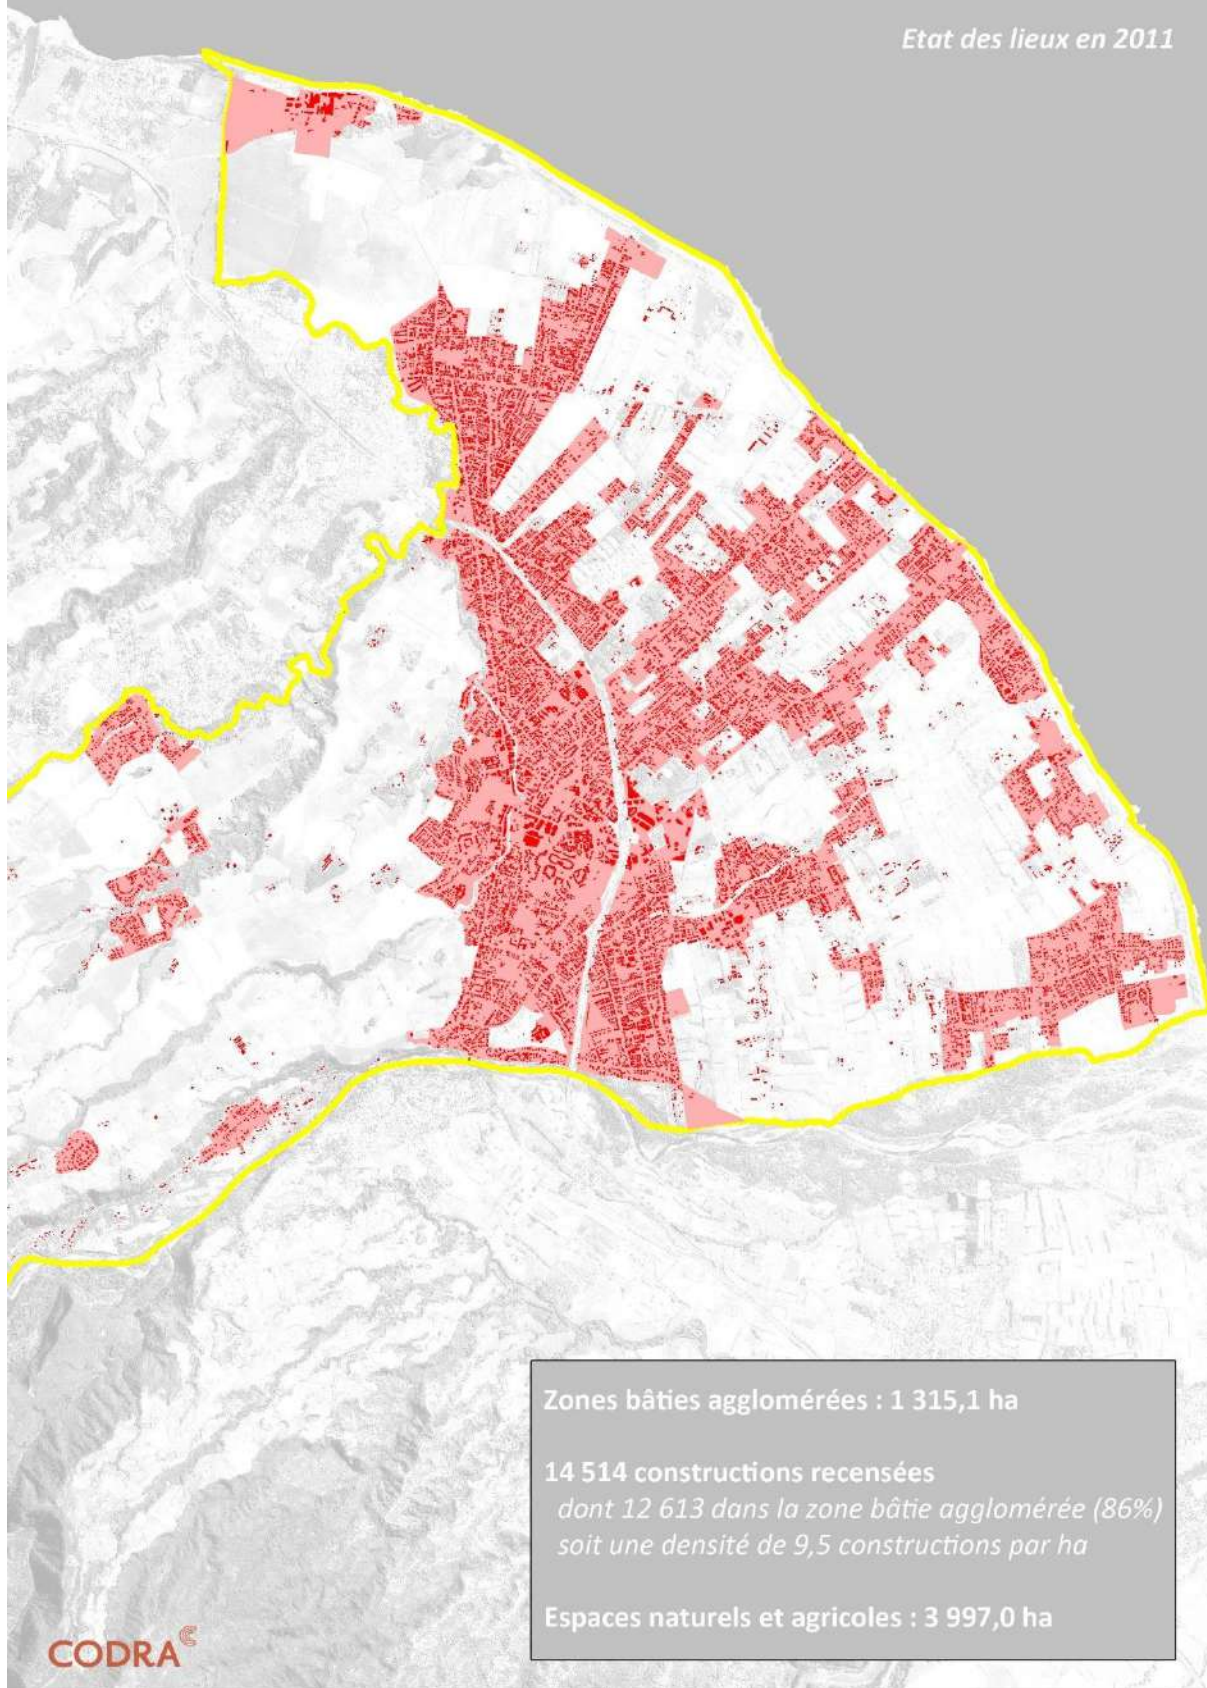 Etat des lieux en 2011
Zones bâties agglomérées : 1 315,1 ha
14 514 constructions recensées
dont 12 613 dans la zone bâtie agglomérée (86%)
soit une densité de 9,5 constructions par ha
Espaces naturels et agricoles : 3 997,0 ha
CODRA